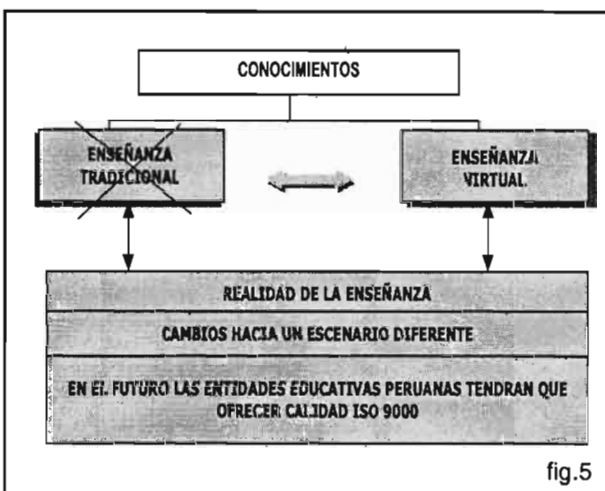 CONOCIMIENTOS
ENSEÑANZA
TRADICIONAL
ENSEÑANZA
VIRTUAL
REALIDAD DE LA ENSEÑANZA
CAMBIOS HACIA UN ESCENARIO DIFERENTE
EN EL FUTURO LAS ENTIDADES EDUCATIVAS PERUANAS TENDRAN QUE
OFRECER CALIDAD ISO 9000
fig.5